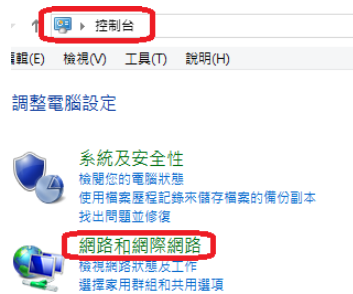 控制台
輯(E) 檢視(V) 工具(T) 說明(H)
調整電腦設定
系統及安全性
檢閱您的電腦狀態
使用檔案歷程記錄來儲存檔案的備份副本
找出問題並修復
網路和網際網路
檢視網路狀態及工作
選擇家用群組和共用選項